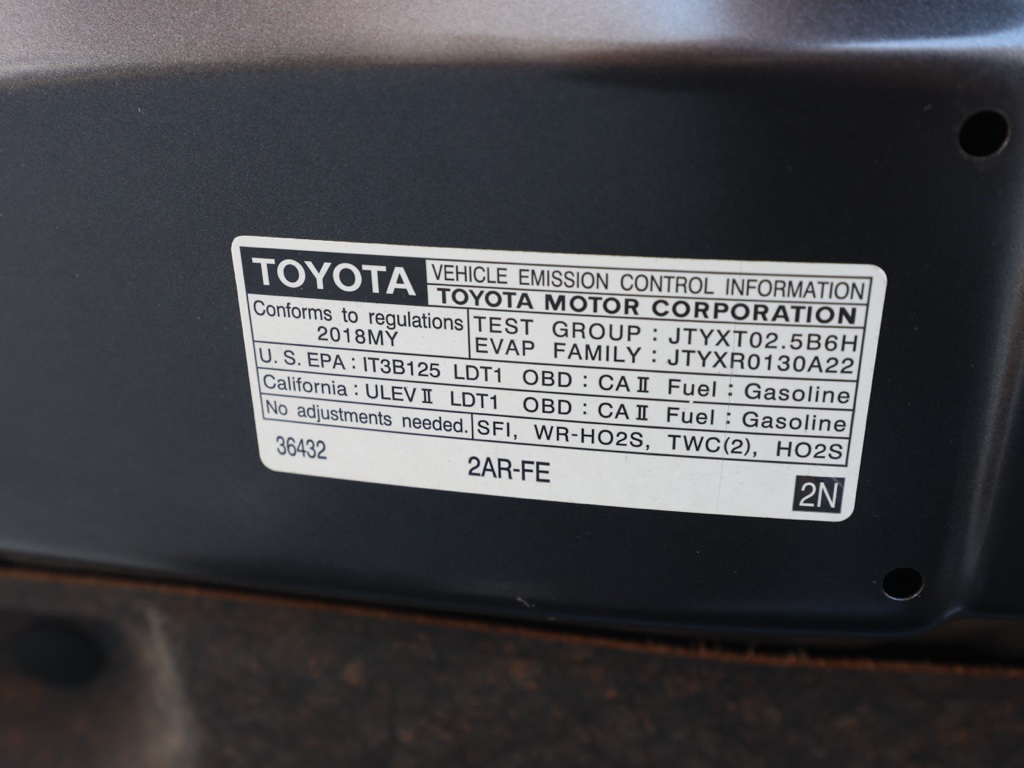 TOYOTA
VEHICLE EMISSION CONTROL INFORMATION
TOYOTA MOTOR CORPORATION
Conforms to regulations
2018MY
TEST GROUP : JTYXT02.5B6H
EVAP FAMILY : JTYXR0130A22
U.S. EPA : IT3B125 LDT1 OBD : CA II Fuel : Gasoline
California : ULEV II LDT1 OBD : CA II Fuel : Gasoline
No adjustments needed. SFI, WR-HO2S, TWC(2), HO2S
36432 2AR-FE 2N